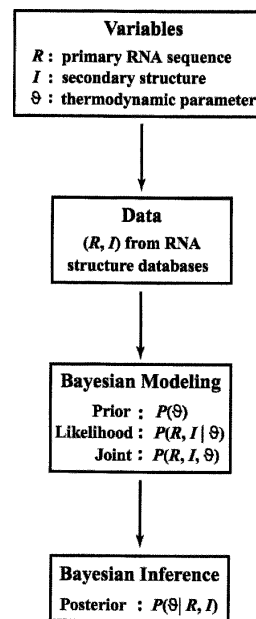 Variables
R : primary RNA sequence
I : secondary structure
ϑ : thermodynamic parameter
Data
(R, I) from RNA
structure databases
Bayesian Modeling
Prior : P(ϑ)
Likelihood : P(R, I | ϑ)
Joint : P(R, I, ϑ)
Bayesian Inference
Posterior : P(ϑ| R, I)